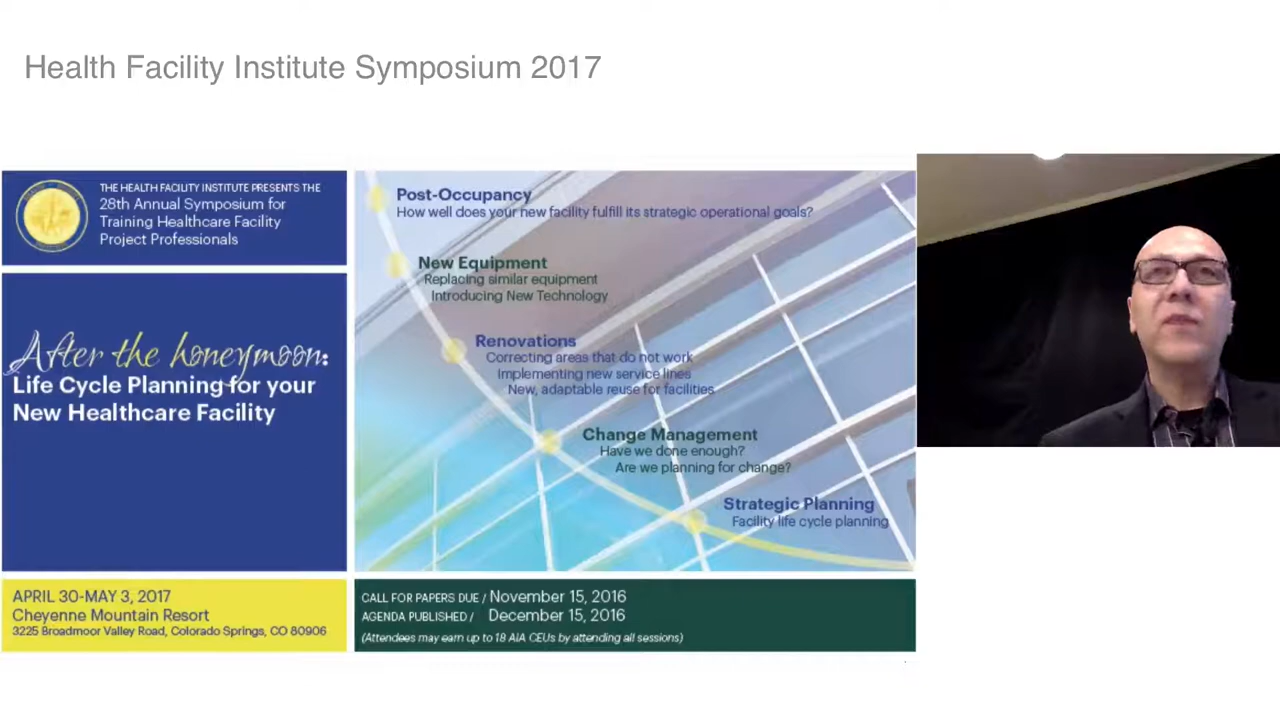 Health Facility Institute Symposium 2017
THE HEALTH FACILITY INSTITUTE PRESENTS THE
28th Annual Symposium for
Training Healthcare Facility
Project Professionals
After the honeymoon:
Life Cycle Planning for your
New Healthcare Facility
APRIL 30-MAY 3, 2017
Cheyenne Mountain Resort
3225 Broadmoor Valley Road, Colorado Springs, CO 80906
Post-Occupancy
How well does your new facility fulfill its strategic operational goals?
New Equipment
Replacing similar equipment
Introducing New Technology
Renovations
Correcting areas that do not work
Implementing new service lines
New, adaptable reuse for facilities
Change Management
Have we done enough?
Are we planning for change?
Strategic Planning
Facility life cycle planning
CALL FOR PAPERS DUE / November 15, 2016
AGENDA PUBLISHED / December 15, 2016
(Attendees may earn up to 18 AIA CEUs by attending all sessions)